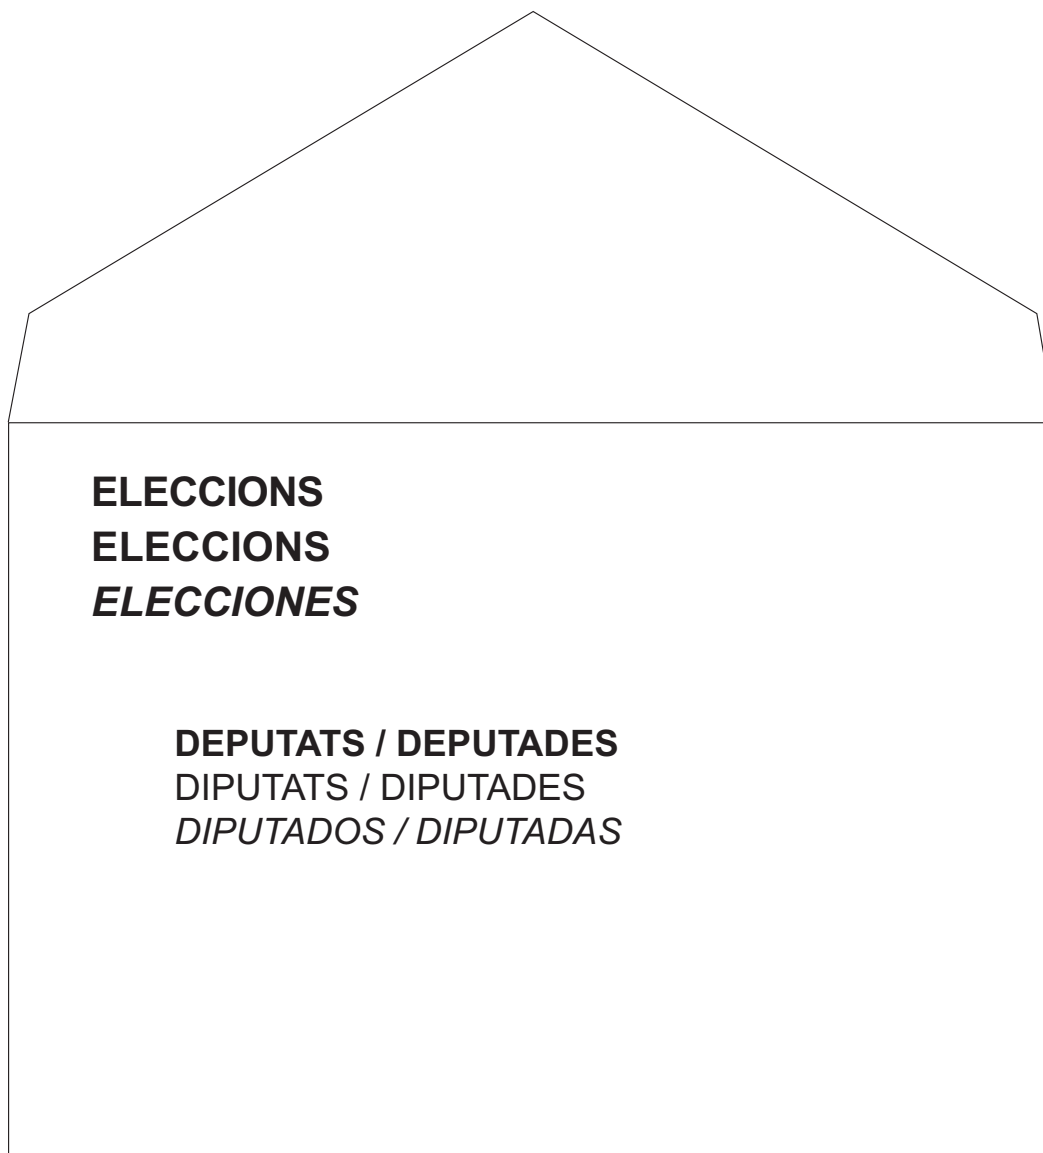 ELECCIONS
ELECCIONS
ELECCIONES
DEPUTATS / DEPUTADES
DIPUTATS / DIPUTADES
DIPUTADOS / DIPUTADAS